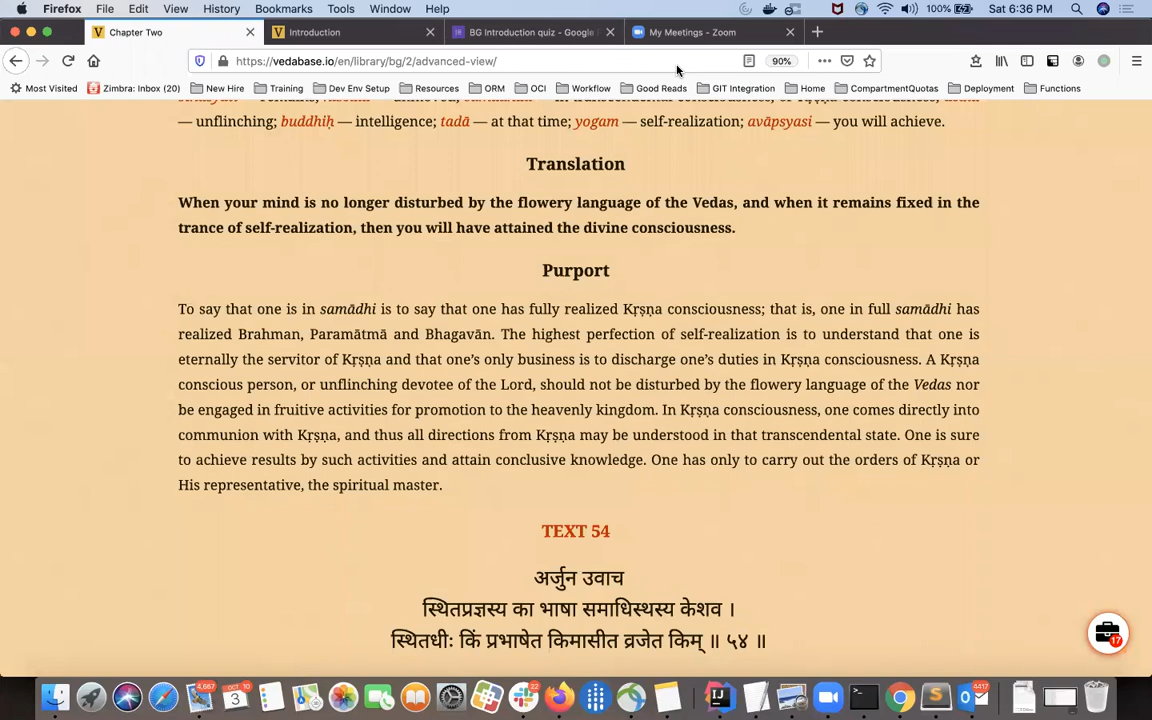 Firefox File Edit View History Bookmarks Tools Window Help 100% Sat 6:36 PM
Chapter Two Introduction BG Introduction quiz - Google My Meetings - Zoom
https://vedabase.io/en/library/bg/2/advanced-view/ 90%
Most Visited Zimbra: Inbox (20) New Hire Training Dev Env Setup Resources ORM OCI Workflow Good Reads GIT Integration Home CompartmentQuotas Deployment Functions
— unflinching; buddhiḥ — intelligence; tadā — at that time; yogam — self-realization; avāpsyasi — you will achieve.
Translation
When your mind is no longer disturbed by the flowery language of the Vedas, and when it remains fixed in the
trance of self-realization, then you will have attained the divine consciousness.
Purport
To say that one is in samādhi is to say that one has fully realized Kṛṣṇa consciousness; that is, one in full samādhi has
realized Brahman, Paramātmā and Bhagavān. The highest perfection of self-realization is to understand that one is
eternally the servitor of Kṛṣṇa and that one’s only business is to discharge one’s duties in Kṛṣṇa consciousness. A Kṛṣṇa
conscious person, or unflinching devotee of the Lord, should not be disturbed by the flowery language of the Vedas nor
be engaged in fruitive activities for promotion to the heavenly kingdom. In Kṛṣṇa consciousness, one comes directly into
communion with Kṛṣṇa, and thus all directions from Kṛṣṇa may be understood in that transcendental state. One is sure
to achieve results by such activities and attain conclusive knowledge. One has only to carry out the orders of Kṛṣṇa or
His representative, the spiritual master.
TEXT 54
अर्जुन उवाच
स्थितप्रज्ञस्य का भाषा समाधिस्थस्य केशव ।
स्थितधीः किं प्रभाषेत किमासीत व्रजेत किम् ॥ ५४ ॥
17
4,667 OCT 3 22 4417